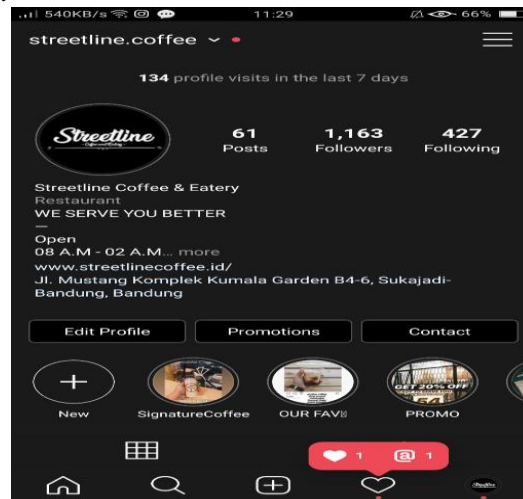 540KB/s 11:29 66%
streetline.coffee
134 profile visits in the last 7 days
Streetline
61 1,163 427
Posts Followers Following
Streetline Coffee & Eatery
Restaurant
WE SERVE YOU BETTER
—
Open
08 A.M - 02 A.M... more
www.streetlinecoffee.id/
Jl. Mustang Komplek Kumala Garden B4-6, Sukajadi-
Bandung, Bandung
Edit Profile Promotions Contact
GET 20% OFF
New SignatureCoffee OUR FAV PROMO
1 1